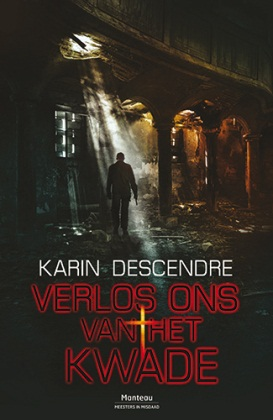 KARIN DESCENDRE
VERLOS ONS
VAN HET
KWADE
Manteau
MEESTERS IN MISDAAD